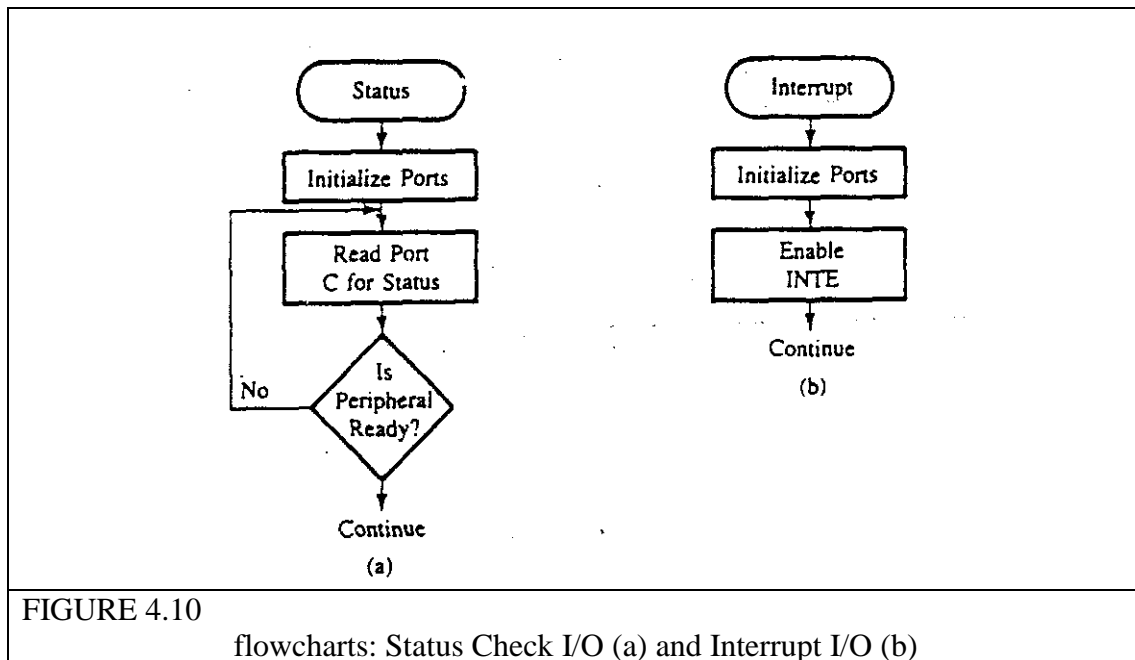 Status
Initialize Ports
Read Port
C for Status
Is
Peripheral
Ready?
No
Continue
(a)
Interrupt
Initialize Ports
Enable
INTE
Continue
(b)
FIGURE 4.10
flowcharts: Status Check I/O (a) and Interrupt I/O (b)